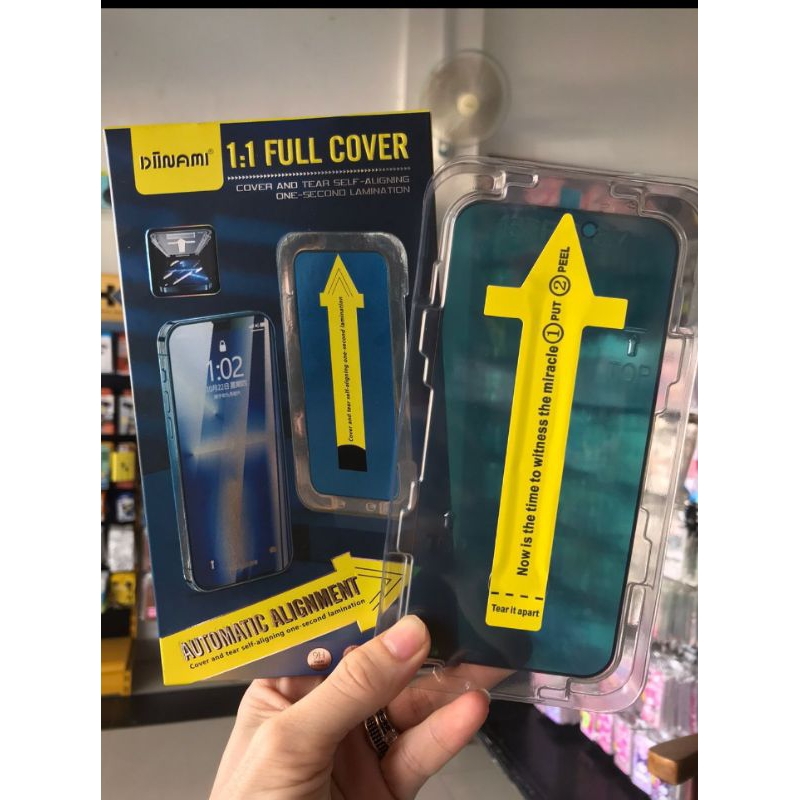 DiiNAMI®
1:1 FULL COVER
COVER AND TEAR SELF-ALIGNING
ONE-SECOND LAMINATION
1:02
Cover and tear self-aligning one-second lamination
AUTOMATIC ALIGNMENT
Cover and tear self-aligning one-second lamination
9H
Now is the time to witness the miracle ① PUT ② PEEL
Tear it apart
TOP